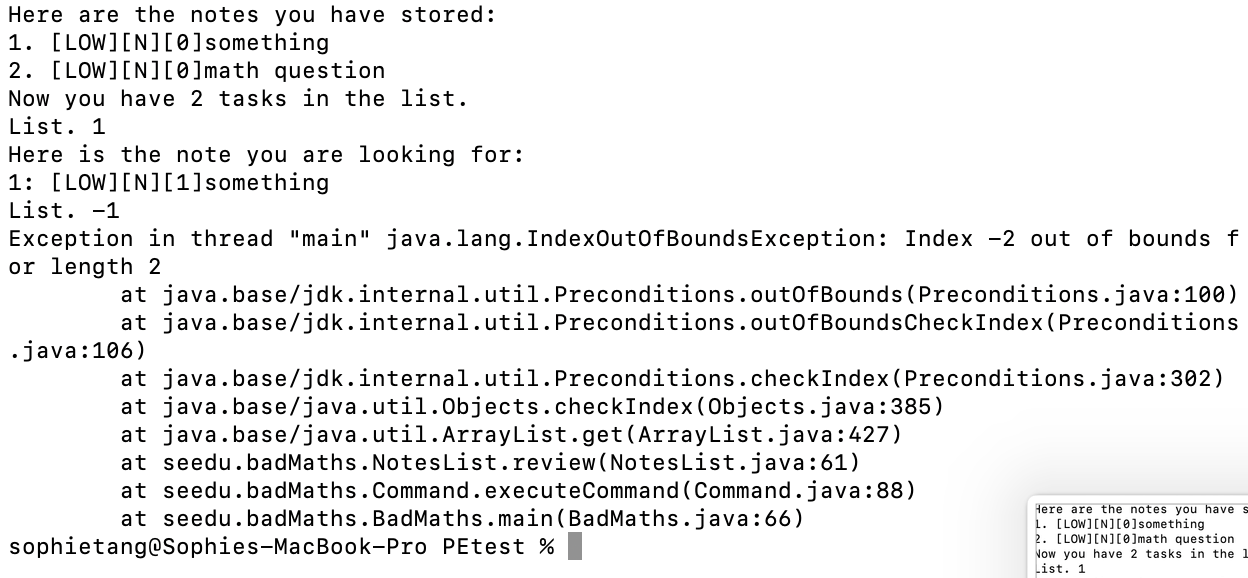 Here are the notes you have stored:
1. [LOW][N][0]something
2. [LOW][N][0]math question
Now you have 2 tasks in the list.
List. 1
Here is the note you are looking for:
1: [LOW][N][1]something
List. -1
Exception in thread "main" java.lang.IndexOutOfBoundsException: Index -2 out of bounds f
or length 2
        at java.base/jdk.internal.util.Preconditions.outOfBounds(Preconditions.java:100)
        at java.base/jdk.internal.util.Preconditions.outOfBoundsCheckIndex(Preconditions
.java:106)
        at java.base/jdk.internal.util.Preconditions.checkIndex(Preconditions.java:302)
        at java.base/java.util.Objects.checkIndex(Objects.java:385)
        at java.base/java.util.ArrayList.get(ArrayList.java:427)
        at seedu.badMaths.NotesList.review(NotesList.java:61)
        at seedu.badMaths.Command.executeCommand(Command.java:88)
        at seedu.badMaths.BadMaths.main(BadMaths.java:66)
sophietang@Sophies-MacBook-Pro PEtest %
Here are the notes you have s
1. [LOW][N][0]something
2. [LOW][N][0]math question
Now you have 2 tasks in the l
List. 1